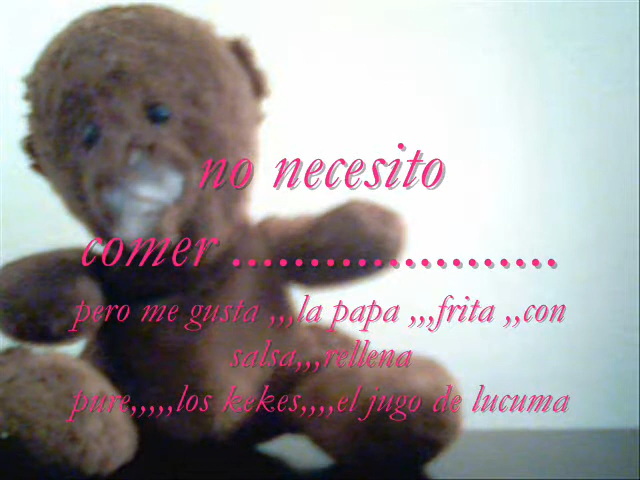 no necesito
comer .....................
pero me gusta ,,,la papa ,,,frita ,,con
salsa,,,rellena
pure,,,,,los kekes,,,,el jugo de lucuma